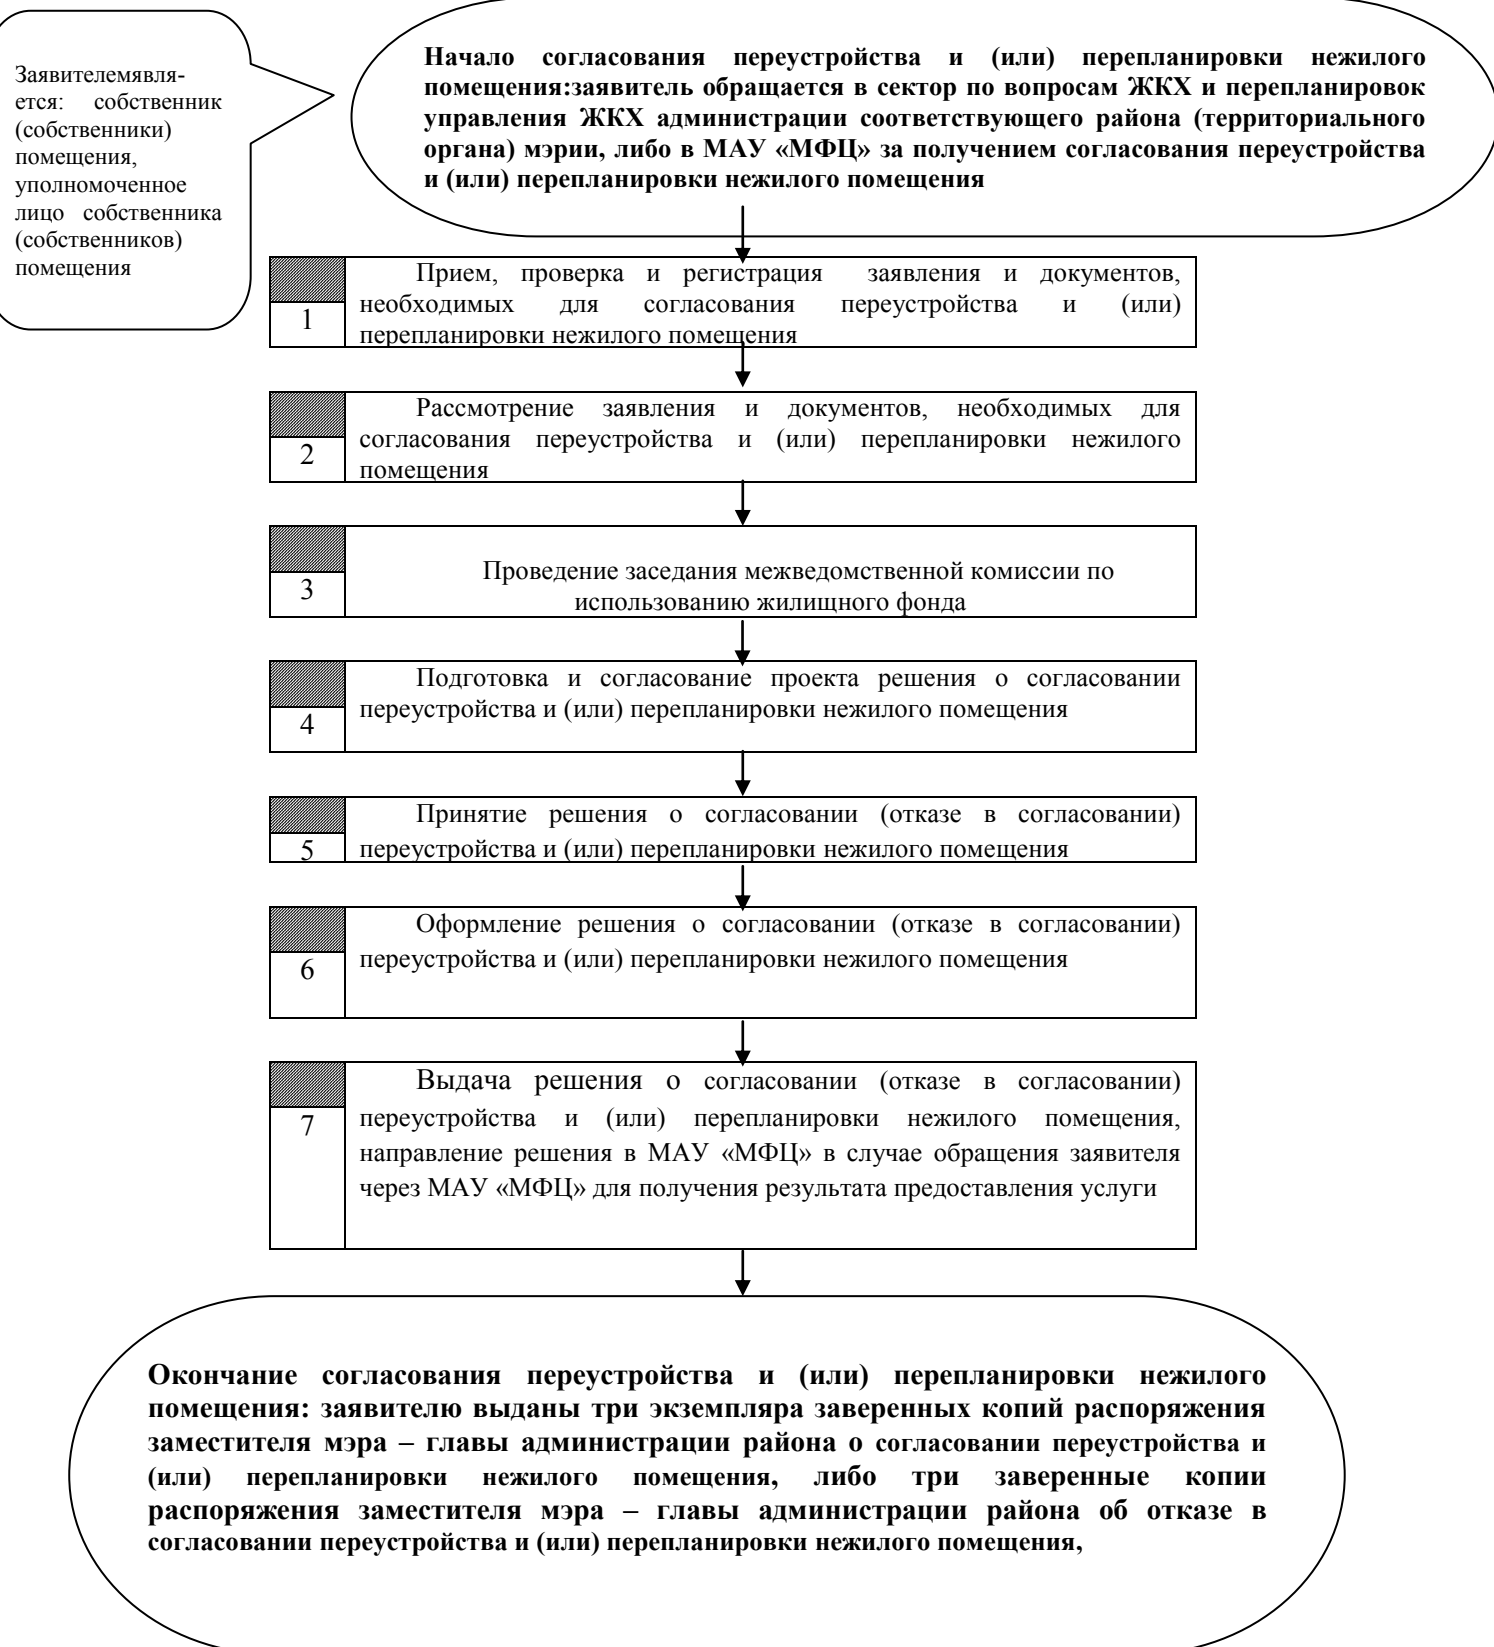 Заявителемявля-
ется: собственник
(собственники)
помещения,
уполномоченное
лицо собственника
(собственников)
помещения
Начало согласования переустройства и (или) перепланировки нежилого
помещения:заявитель обращается в сектор по вопросам ЖКХ и перепланировок
управления ЖКХ администрации соответствующего района (территориального
органа) мэрии, либо в МАУ «МФЦ» за получением согласования переустройства
и (или) перепланировки нежилого помещения
1
Прием, проверка и регистрация заявления и документов,
необходимых для согласования переустройства и (или)
перепланировки нежилого помещения
2
Рассмотрение заявления и документов, необходимых для
согласования переустройства и (или) перепланировки нежилого
помещения
3
Проведение заседания межведомственной комиссии по
использованию жилищного фонда
4
Подготовка и согласование проекта решения о согласовании
переустройства и (или) перепланировки нежилого помещения
5
Принятие решения о согласовании (отказе в согласовании)
переустройства и (или) перепланировки нежилого помещения
6
Оформление решения о согласовании (отказе в согласовании)
переустройства и (или) перепланировки нежилого помещения
7
Выдача решения о согласовании (отказе в согласовании)
переустройства и (или) перепланировки нежилого помещения,
направление решения в МАУ «МФЦ» в случае обращения заявителя
через МАУ «МФЦ» для получения результата предоставления услуги
Окончание согласования переустройства и (или) перепланировки нежилого
помещения: заявителю выданы три экземпляра заверенных копий распоряжения
заместителя мэра – главы администрации района о согласовании переустройства и
(или) перепланировки нежилого помещения, либо три заверенные копии
распоряжения заместителя мэра – главы администрации района об отказе в
согласовании переустройства и (или) перепланировки нежилого помещения,